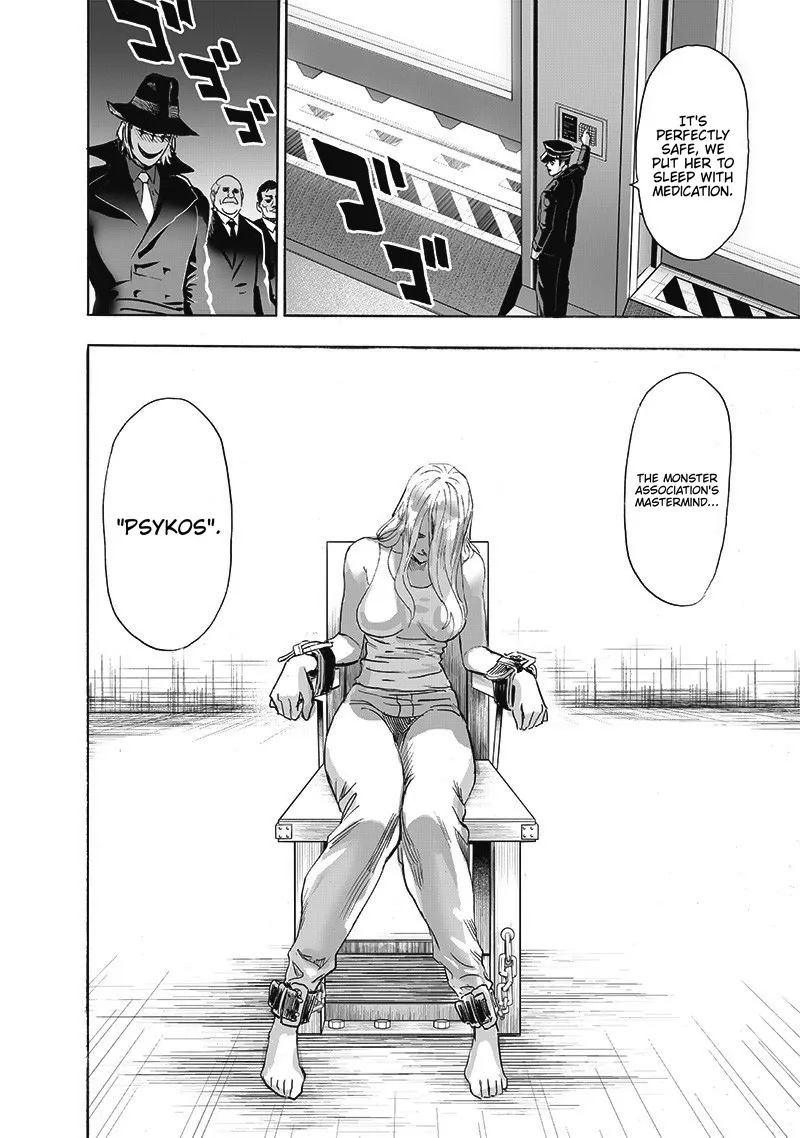 IT'S
PERFECTLY
SAFE, WE
PUT HER TO
SLEEP WITH
MEDICATION.
ゴゴゴ
ゴゴ
THE MONSTER
ASSOCIATION'S
MASTERMIND...
"PSYKOS".